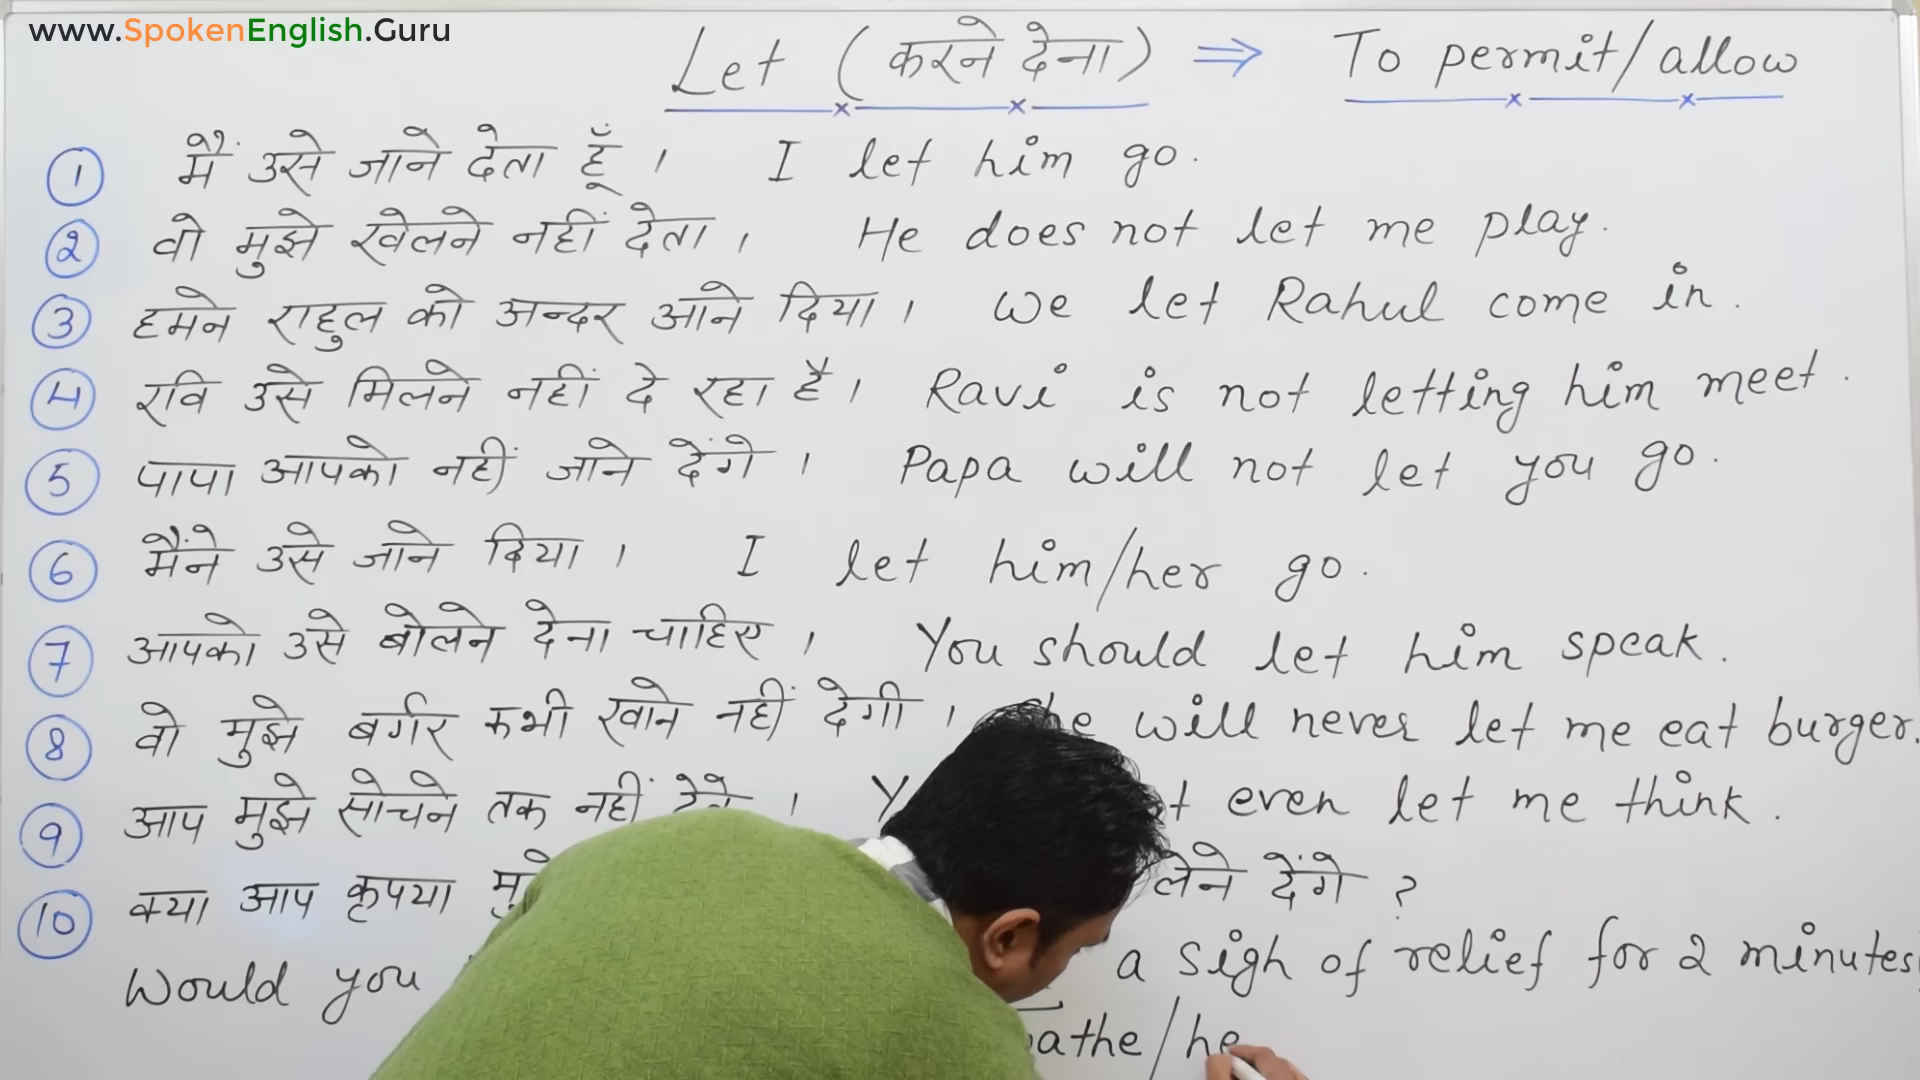 www.SpokenEnglish.Guru
Let (करने देना) ⇒ To permit/allow
1 मैं उसे जाने देता हूँ । I let him go.
2 वो मुझे खेलने नहीं देता । He does not let me play.
3 हमने राहुल को अन्दर आने दिया । We let Rahul come in.
4 रवि उसे मिलने नहीं दे रहा है । Ravi is not letting him meet.
5 पापा आपको नहीं जाने देंगे । Papa will not let you go.
6 मैंने उसे जाने दिया । I let him/her go.
7 आपको उसे बोलने देना चाहिए । You should let him speak.
8 वो मुझे बर्गर कभी खाने नहीं देगी । will never let me eat burger.
9 आप मुझे सोचने तक नहीं । even let me think.
10 क्या आप कृपया लेने देंगे ?
Would you a sigh of relief for 2 minutes
athe/he